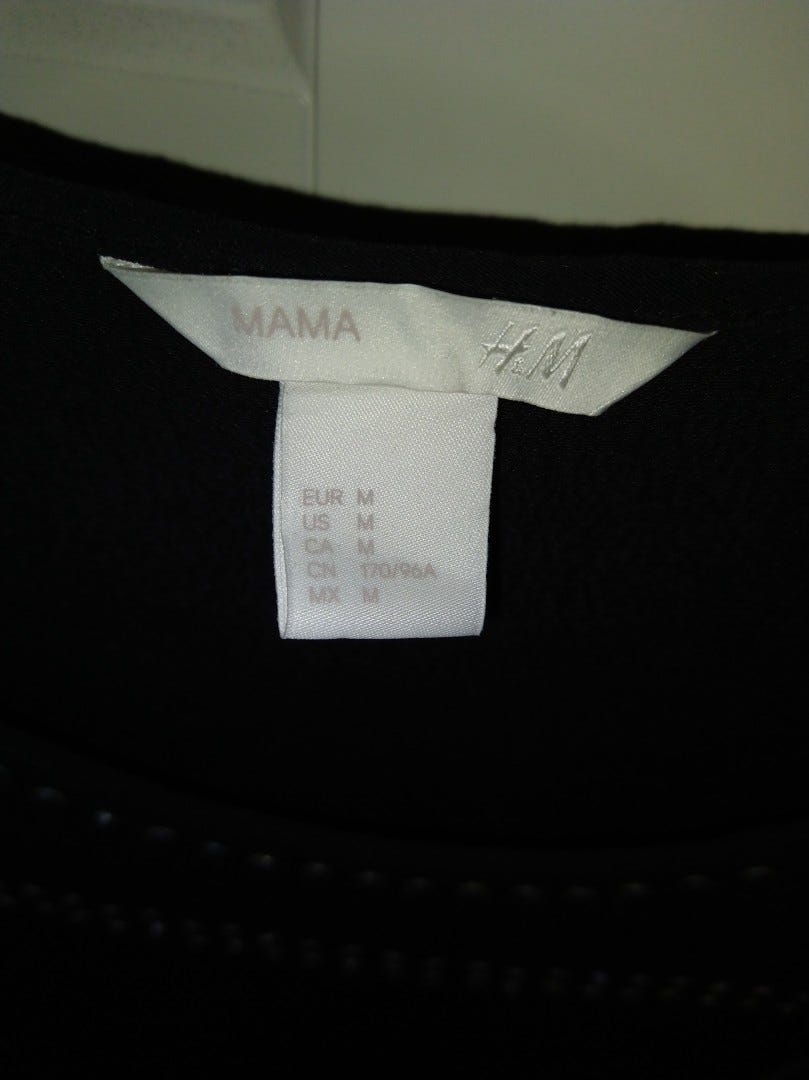 MAMA H&M
EUR M
US M
CA M
CN 170/96A
MX M